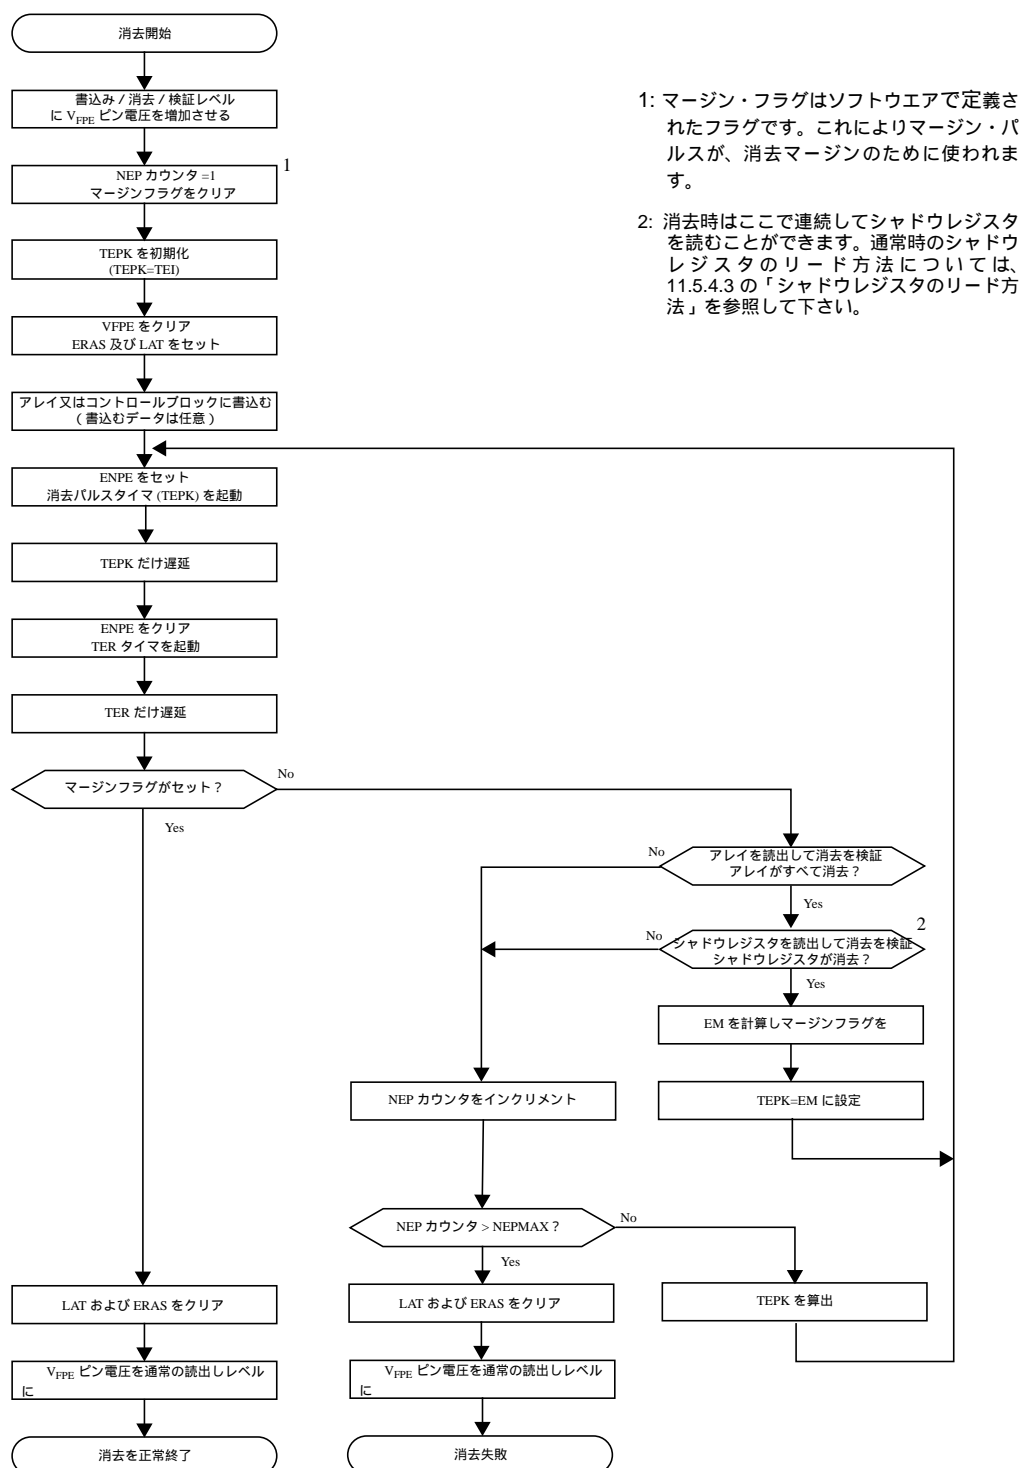 消去開始
書込み / 消去 / 検証レベル
に VFPE ピン電圧を増加させる
NEP カウンタ =1
マージンフラグをクリア
1
TEPK を初期化
(TEPK=TEI)
VFPE をクリア
ERAS 及び LAT をセット
アレイ又はコントロールブロックに書込む
( 書込むデータは任意 )
ENPE をセット
消去パルスタイマ (TEPK) を起動
TEPK だけ遅延
ENPE をクリア
TER タイマを起動
TER だけ遅延
マージンフラグがセット ?
No
Yes
1: マージン・フラグはソフトウエアで定義さ
れたフラグです。これによりマージン・パ
ルスが、消去マージンのために使われま
す。
2: 消去時はここで連続してシャドウレジスタ
を読むことができます。通常時のシャドウ
レジスタのリード方法については、
11.5.4.3 の「シャドウレジスタのリード方
法」を参照して下さい。
No
アレイを読出して消去を検証
アレイがすべて消去 ?
Yes
2
No
シャドウレジスタを読出して消去を検証
シャドウレジスタが消去 ?
Yes
EM を計算しマージンフラグを
TEPK=EM に設定
NEP カウンタをインクリメント
NEP カウンタ > NEPMAX ?
No
Yes
TEPK を算出
LAT および ERAS をクリア
LAT および ERAS をクリア
VFPE ピン電圧を通常の読出しレベル
に
VFPE ピン電圧を通常の読出しレベル
に
消去を正常終了
消去失敗